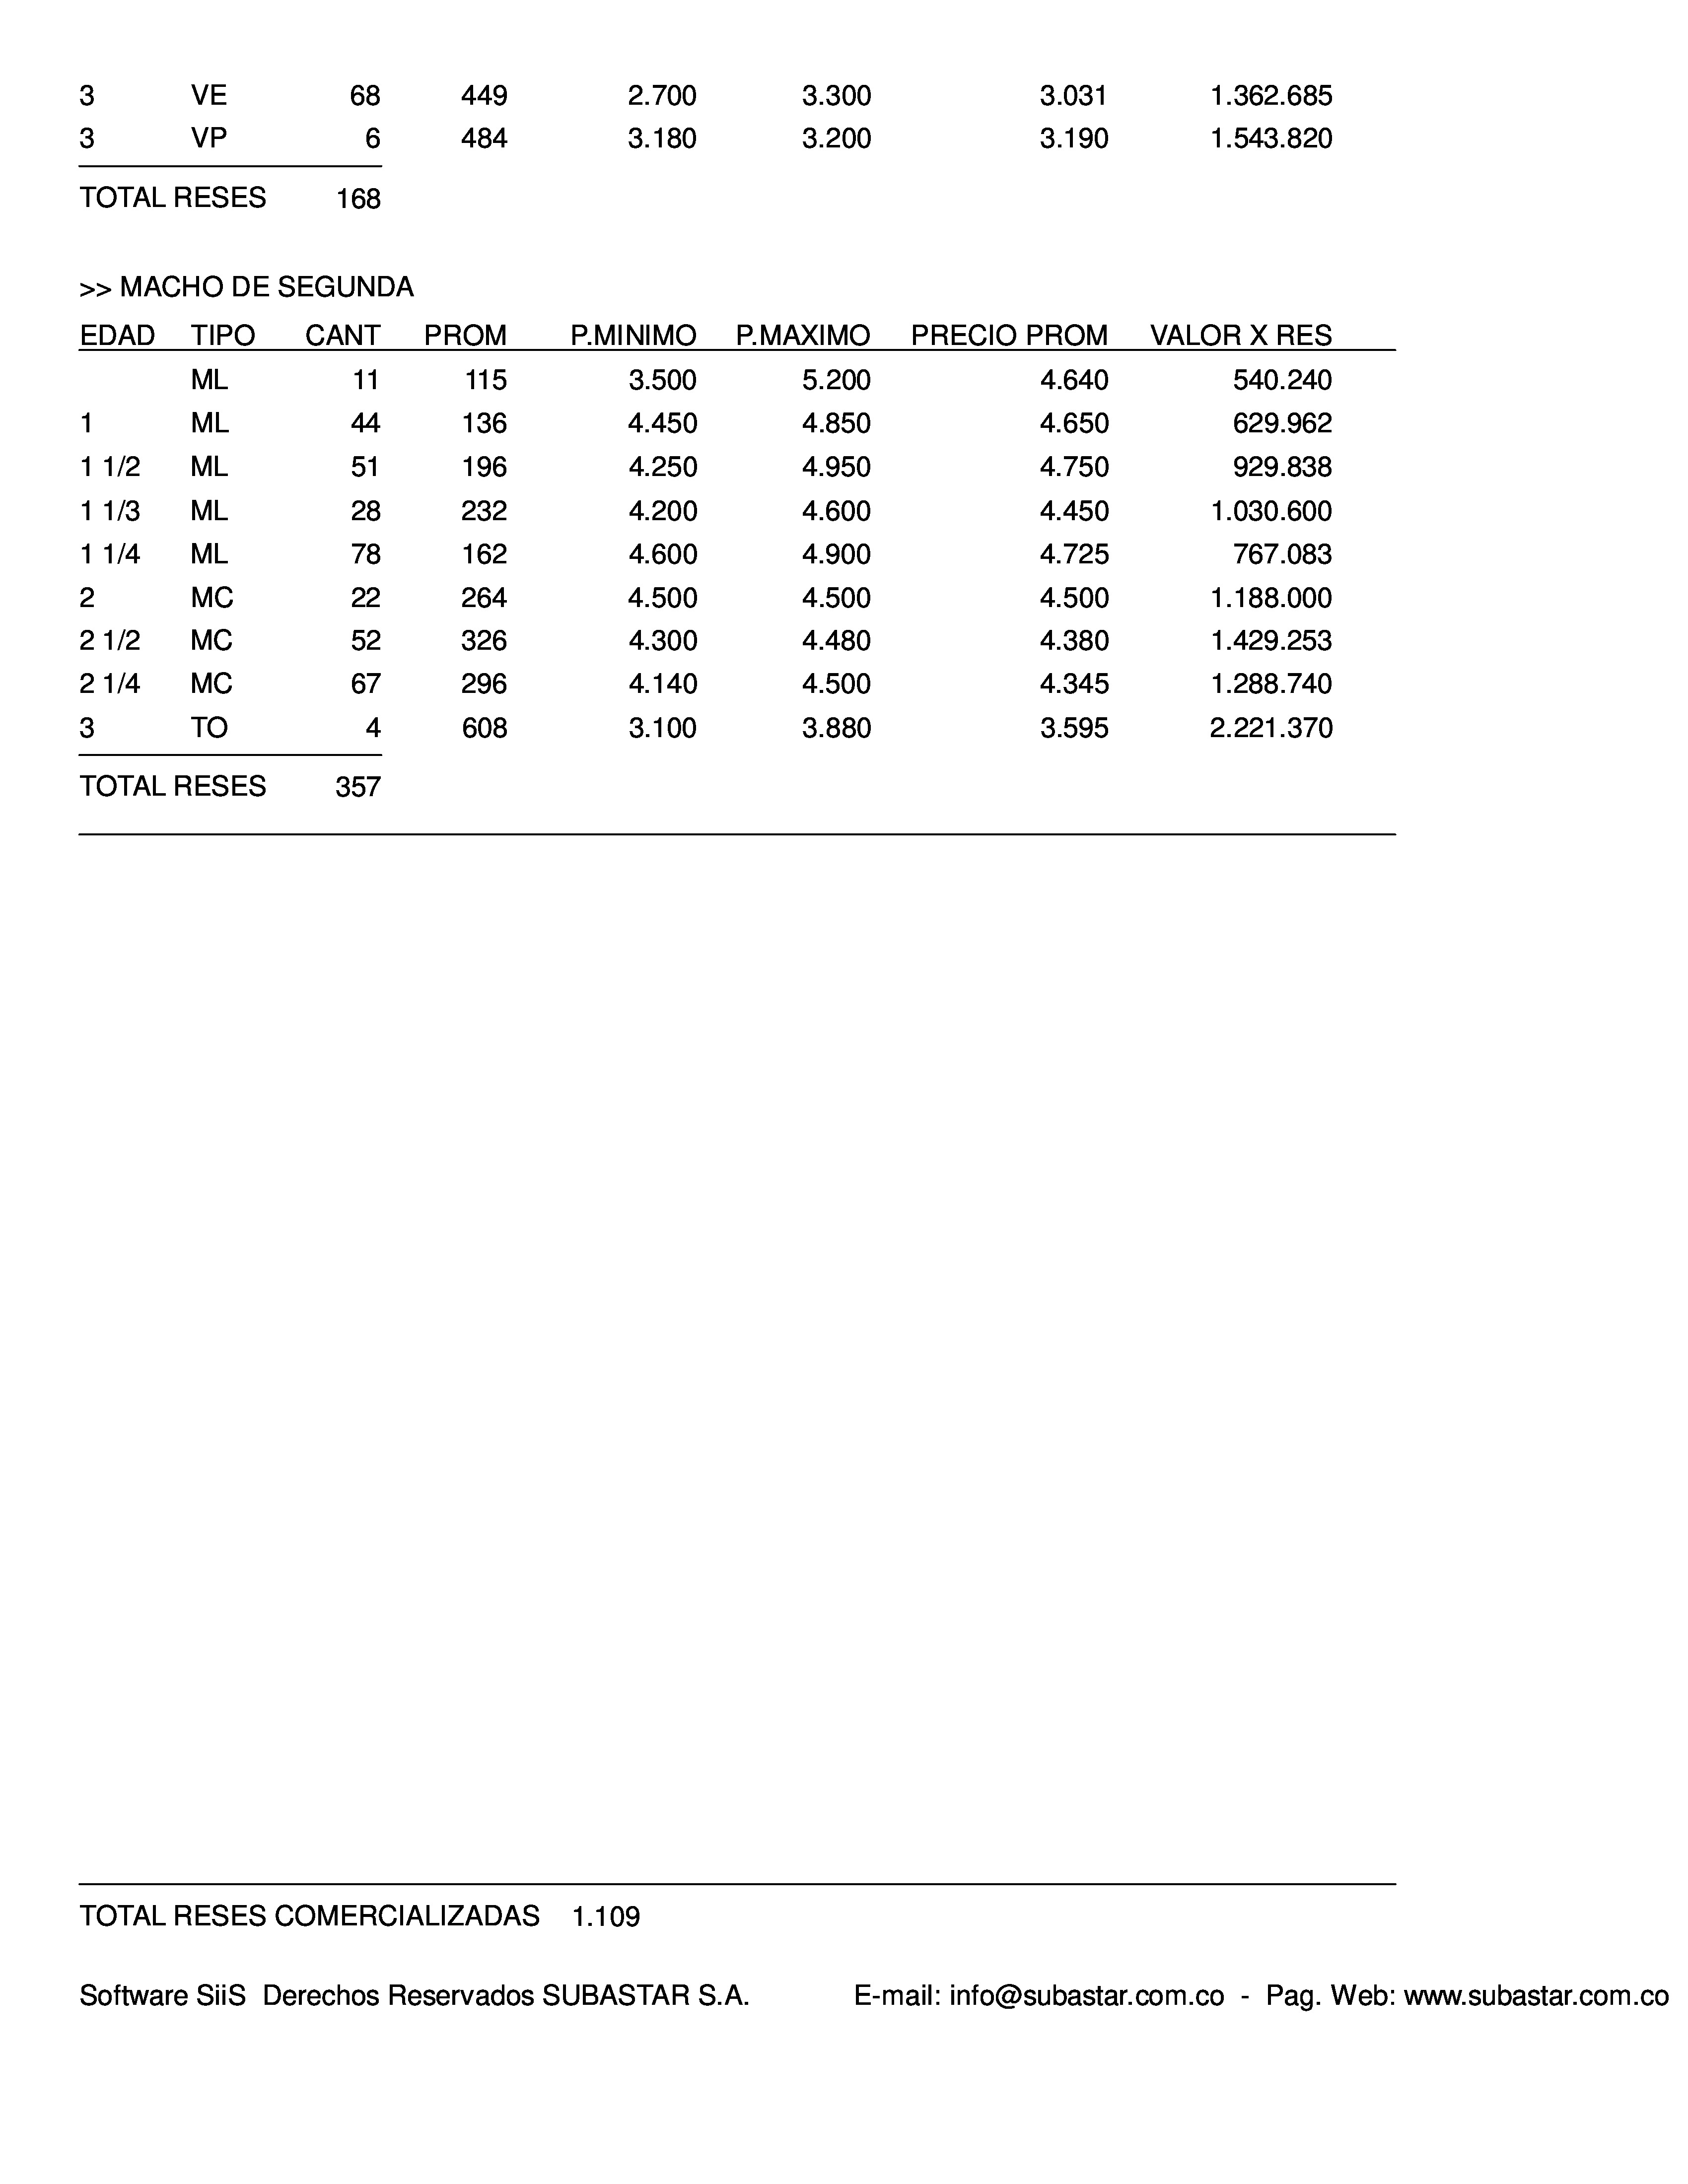 3 VE 68 449 2.700 3.300 3.031 1.362.685
3 VP 6 484 3.180 3.200 3.190 1.543.820
TOTAL RESES 168
>> MACHO DE SEGUNDA
EDAD TIPO CANT PROM P.MINIMO P.MAXIMO PRECIO PROM VALOR X RES
ML 11 115 3.500 5.200 4.640 540.240
1 ML 44 136 4.450 4.850 4.650 629.962
1 1/2 ML 51 196 4.250 4.950 4.750 929.838
1 1/3 ML 28 232 4.200 4.600 4.450 1.030.600
1 1/4 ML 78 162 4.600 4.900 4.725 767.083
2 MC 22 264 4.500 4.500 4.500 1.188.000
2 1/2 MC 52 326 4.300 4.480 4.380 1.429.253
2 1/4 MC 67 296 4.140 4.500 4.345 1.288.740
3 TO 4 608 3.100 3.880 3.595 2.221.370
TOTAL RESES 357
TOTAL RESES COMERCIALIZADAS 1.109
Software SiiS Derechos Reservados SUBASTAR S.A. E-mail: info@subastar.com.co - Pag. Web: www.subastar.com.co